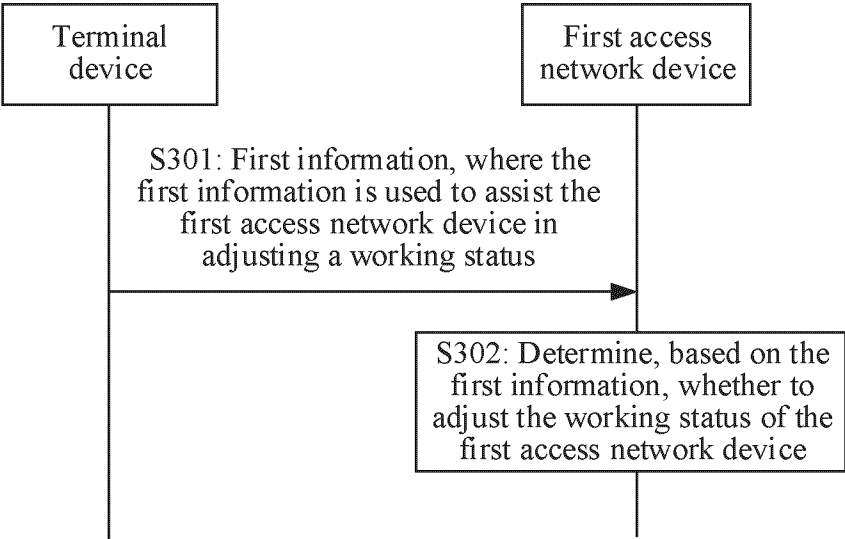 Terminal
device
First access
network device
S301: First information, where the
first information is used to assist the
first access network device in
adjusting a working status
S302: Determine, based on the
first information, whether to
adjust the working status of the
first access network device